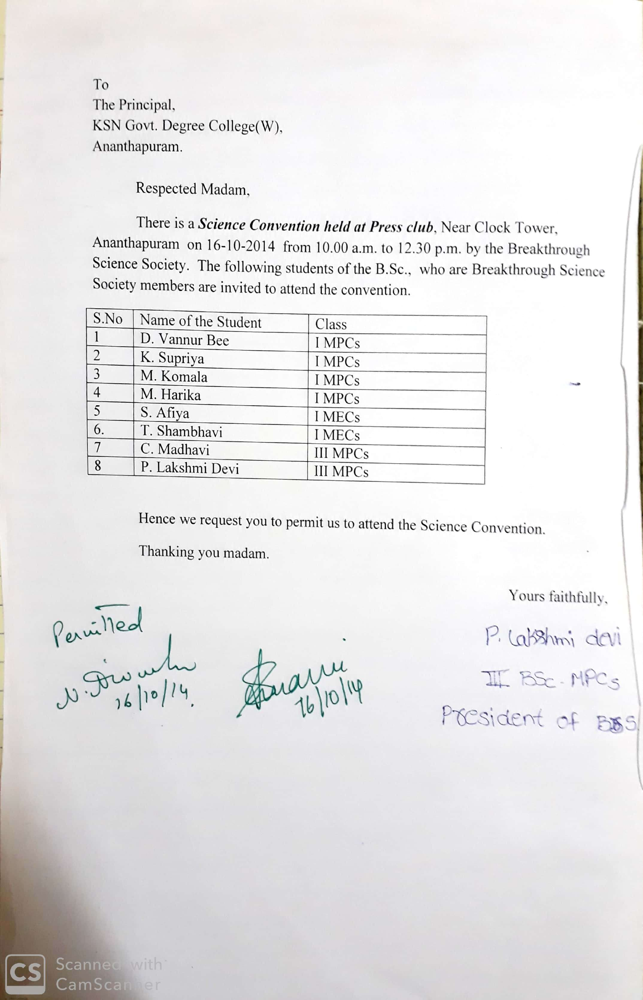 To
The Principal,
KSN Govt. Degree College(W),
Ananthapuram.
Respected Madam,
There is a Science Convention held at Press club, Near Clock Tower,
Ananthapuram on 16-10-2014 from 10.00 a.m. to 12.30 p.m. by the Breakthrough
Science Society. The following students of the B.Sc., who are Breakthrough Science
Society members are invited to attend the convention.
S.No Name of the Student Class
1 D. Vannur Bee I MPCs
2 K. Supriya I MPCs
3 M. Komala I MPCs
4 M. Harika I MPCs
5 S. Afiya I MECs
6. T. Shambhavi I MECs
7 C. Madhavi III MPCs
8 P. Lakshmi Devi III MPCs
Hence we request you to permit us to attend the Science Convention.
Thanking you madam.
Yours faithfully,
Permitted
P. Lakshmi devi
III BSc - MPCs
16/10/14. 16/10/14
President of BSS
CS Scanned with
CamScanner